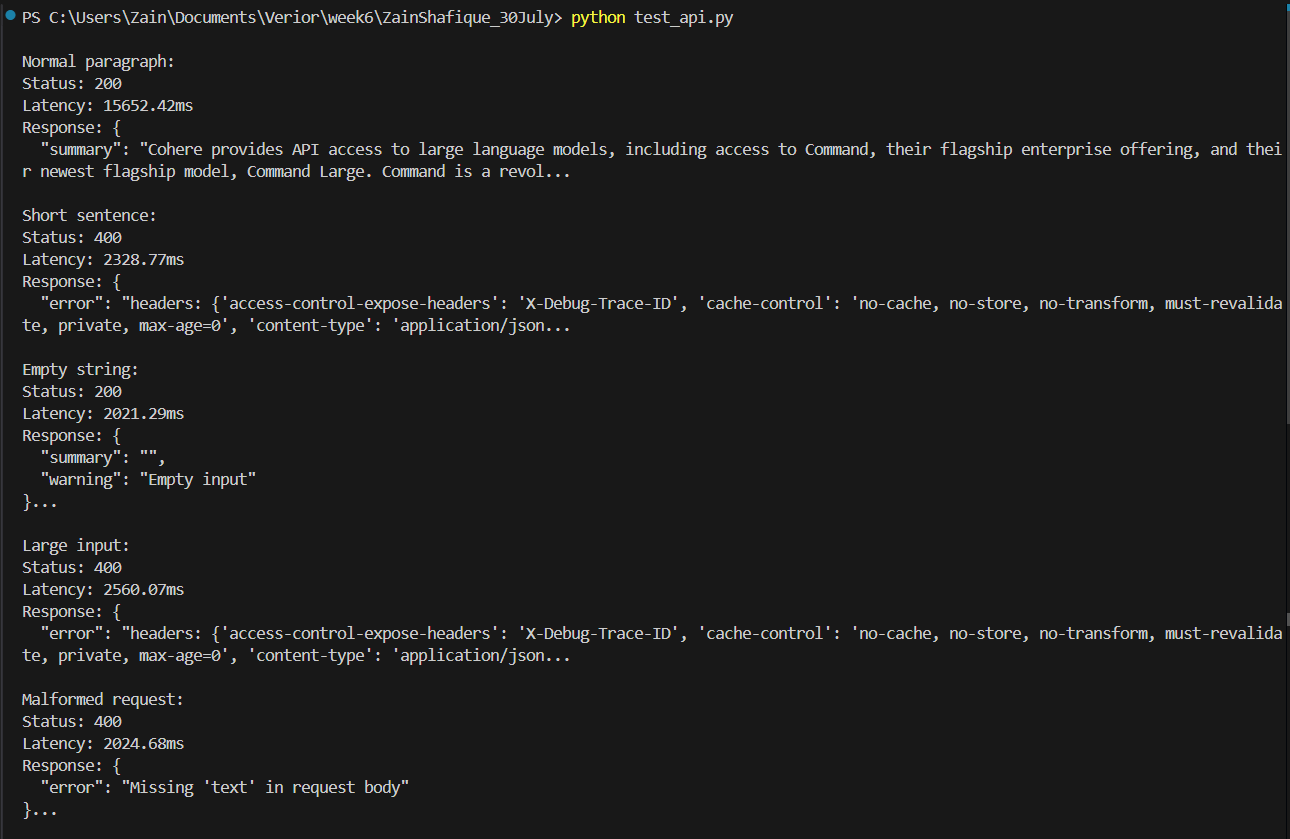 PS C:\Users\Zain\Documents\Verior\week6\ZainShafique_30July> python test_api.py
Normal paragraph:
Status: 200
Latency: 15652.42ms
Response: {
  "summary": "Cohere provides API access to large language models, including access to Command, their flagship enterprise offering, and thei
r newest flagship model, Command Large. Command is a revol...
Short sentence:
Status: 400
Latency: 2328.77ms
Response: {
  "error": "headers: {'access-control-expose-headers': 'X-Debug-Trace-ID', 'cache-control': 'no-cache, no-store, no-transform, must-revalida
te, private, max-age=0', 'content-type': 'application/json...
Empty string:
Status: 200
Latency: 2021.29ms
Response: {
  "summary": "",
  "warning": "Empty input"
}...
Large input:
Status: 400
Latency: 2560.07ms
Response: {
  "error": "headers: {'access-control-expose-headers': 'X-Debug-Trace-ID', 'cache-control': 'no-cache, no-store, no-transform, must-revalida
te, private, max-age=0', 'content-type': 'application/json...
Malformed request:
Status: 400
Latency: 2024.68ms
Response: {
  "error": "Missing 'text' in request body"
}...